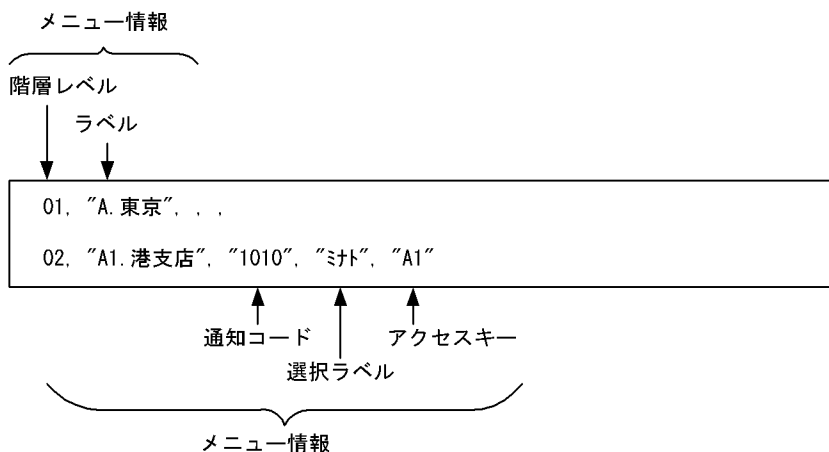 メニュー情報
階層レベル
ラベル
01, "A.東京", , ,
02, "A1.港支店", "1010", "ﾐﾅﾄ", "A1"
通知コード
アクセスキー
選択ラベル
メニュー情報